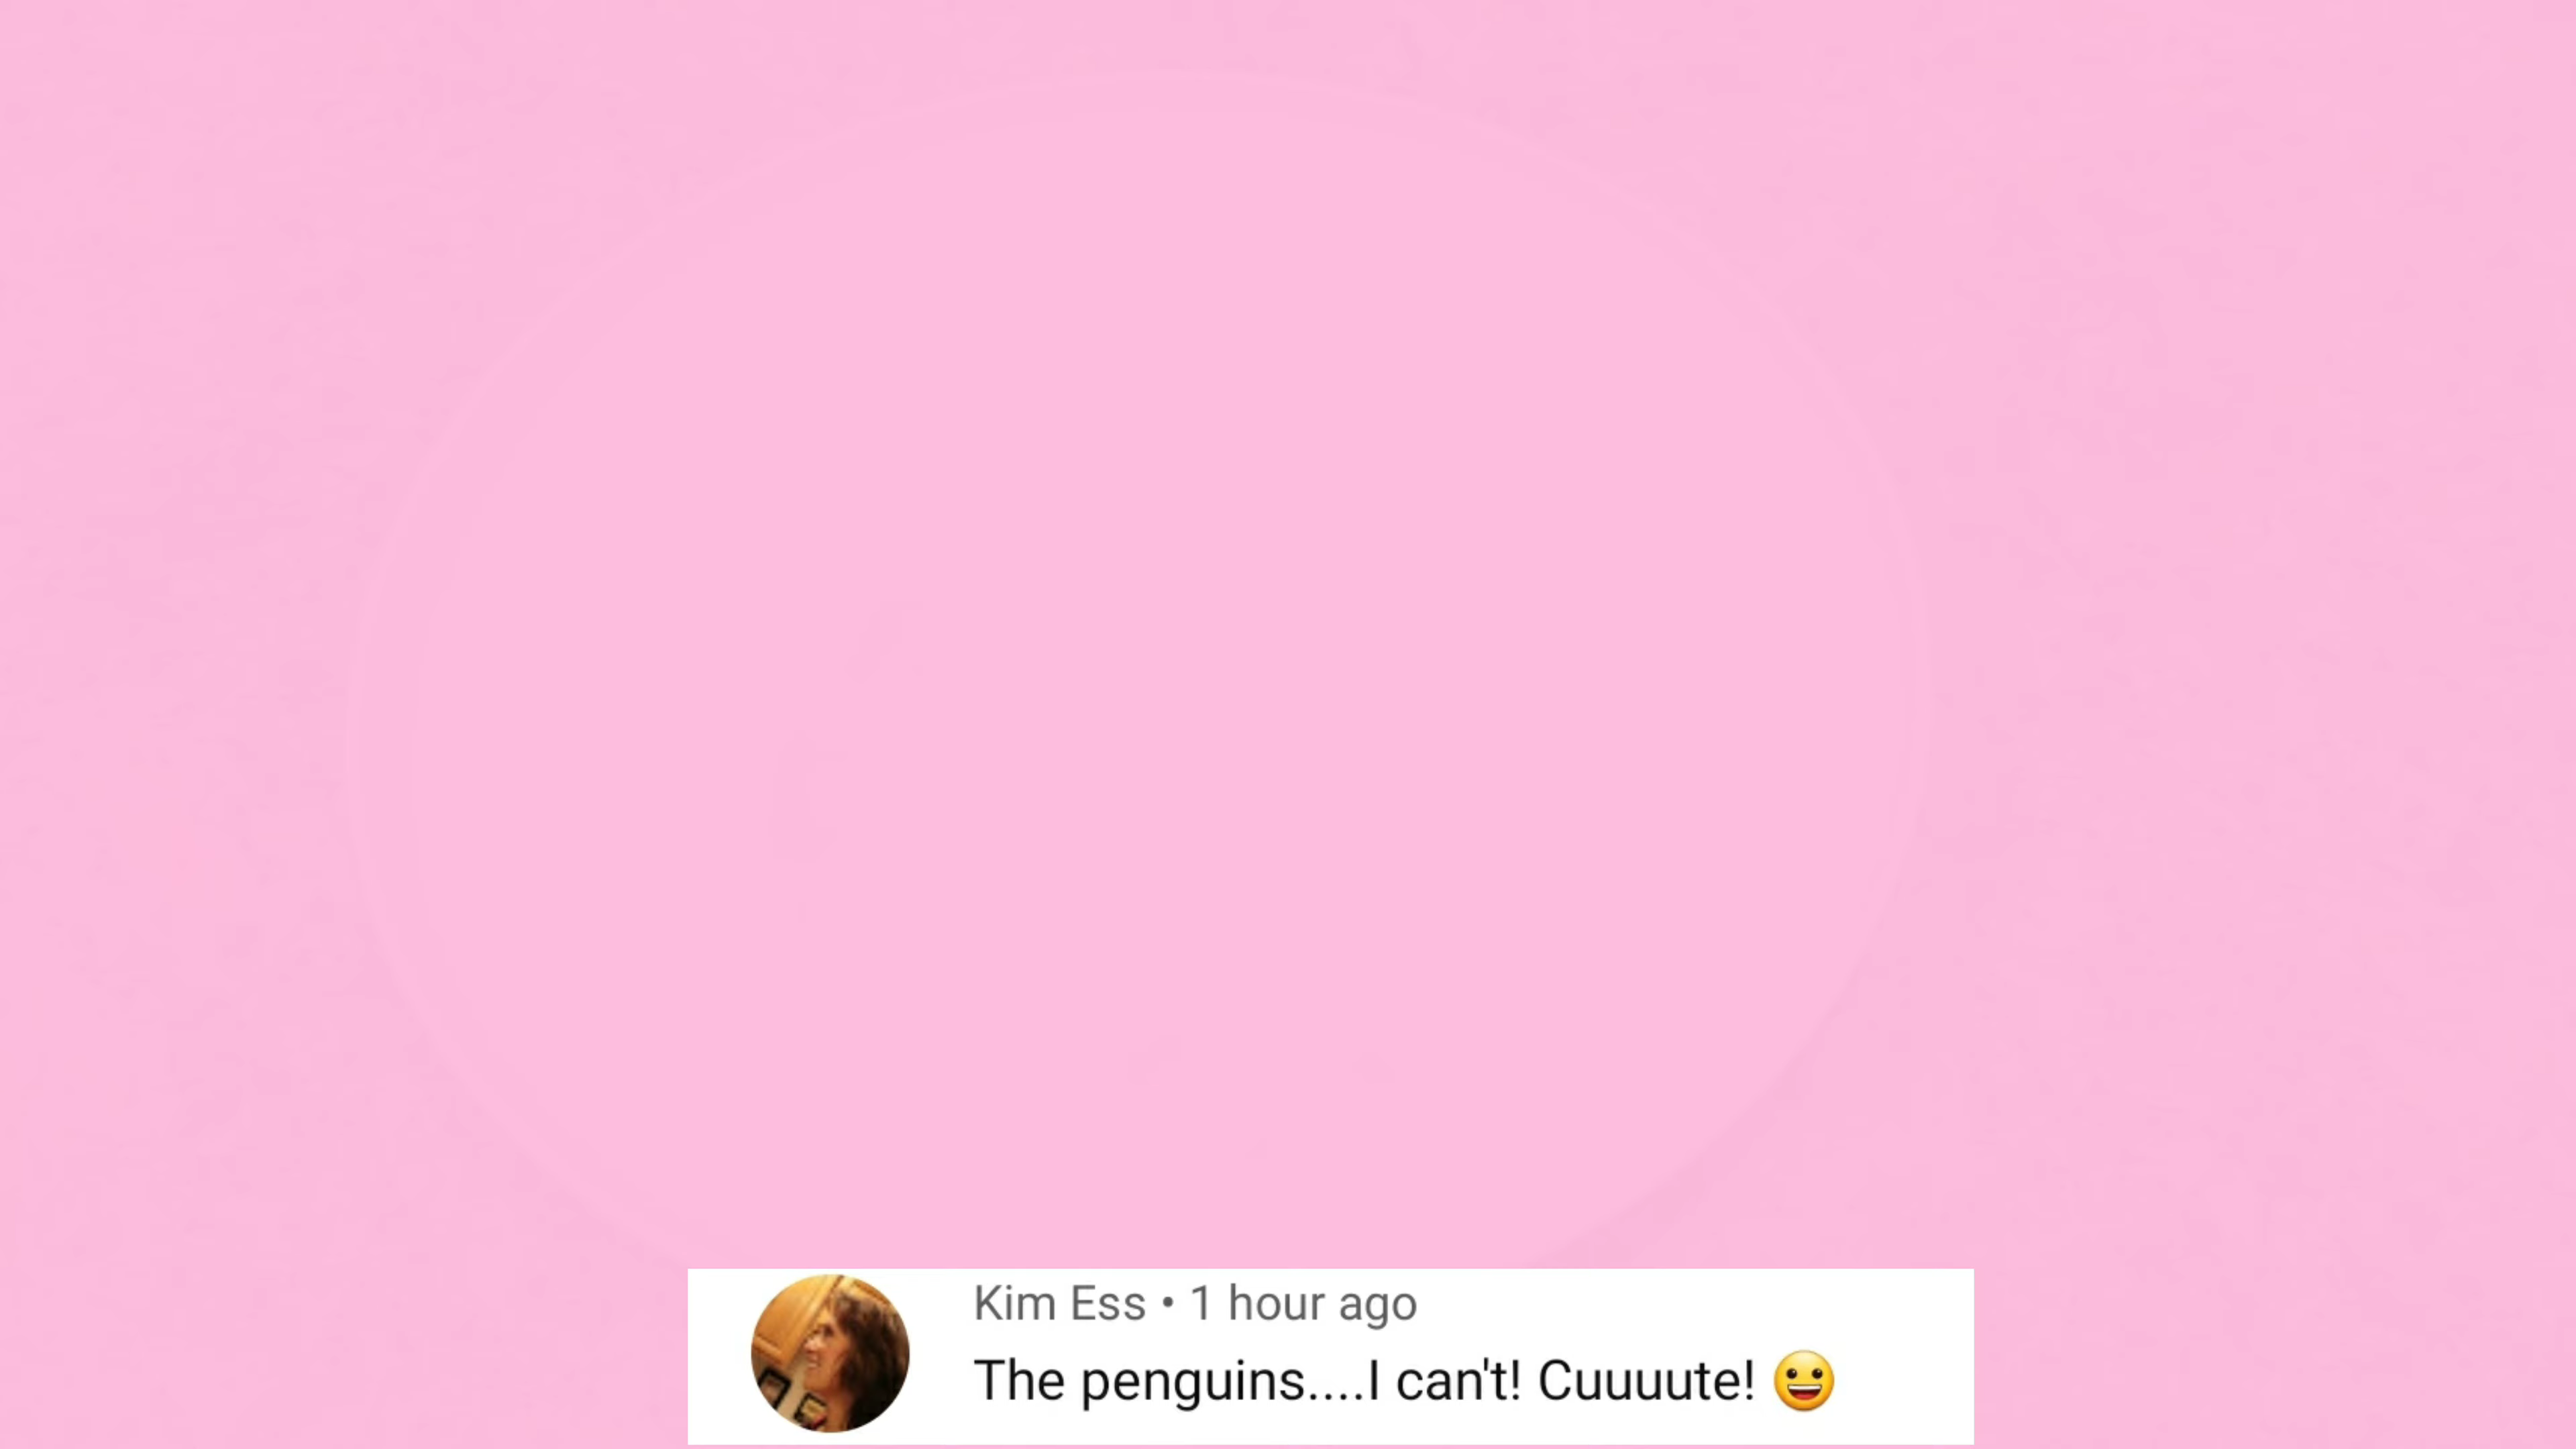 Kim Ess • 1 hour ago
The penguins....I can't! Cuuuute! 😀